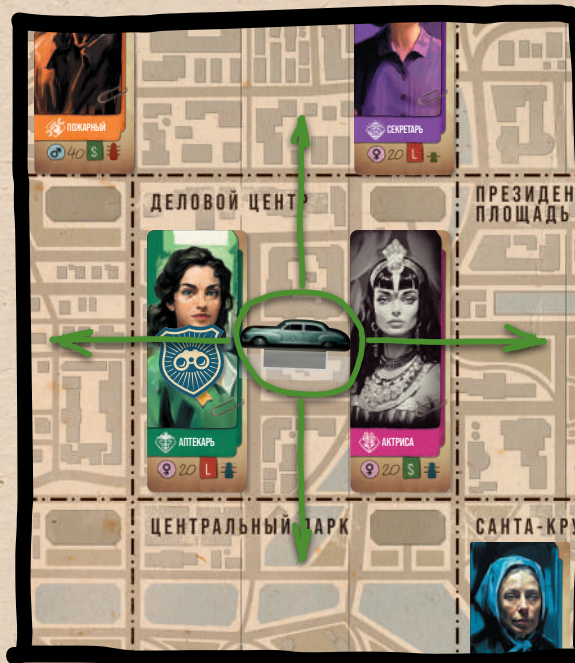 ПОЖАРНЫЙ
40 S
СЕКРЕТАРЬ
20 L
ДЕЛОВОЙ ЦЕНТР
ПРЕЗИДЕН
ПЛОЩАДЬ
АПТЕКАРЬ
20 L
АКТРИСА
20 S
ЦЕНТРАЛЬНЫЙ ПАРК
САНТА-КРУ